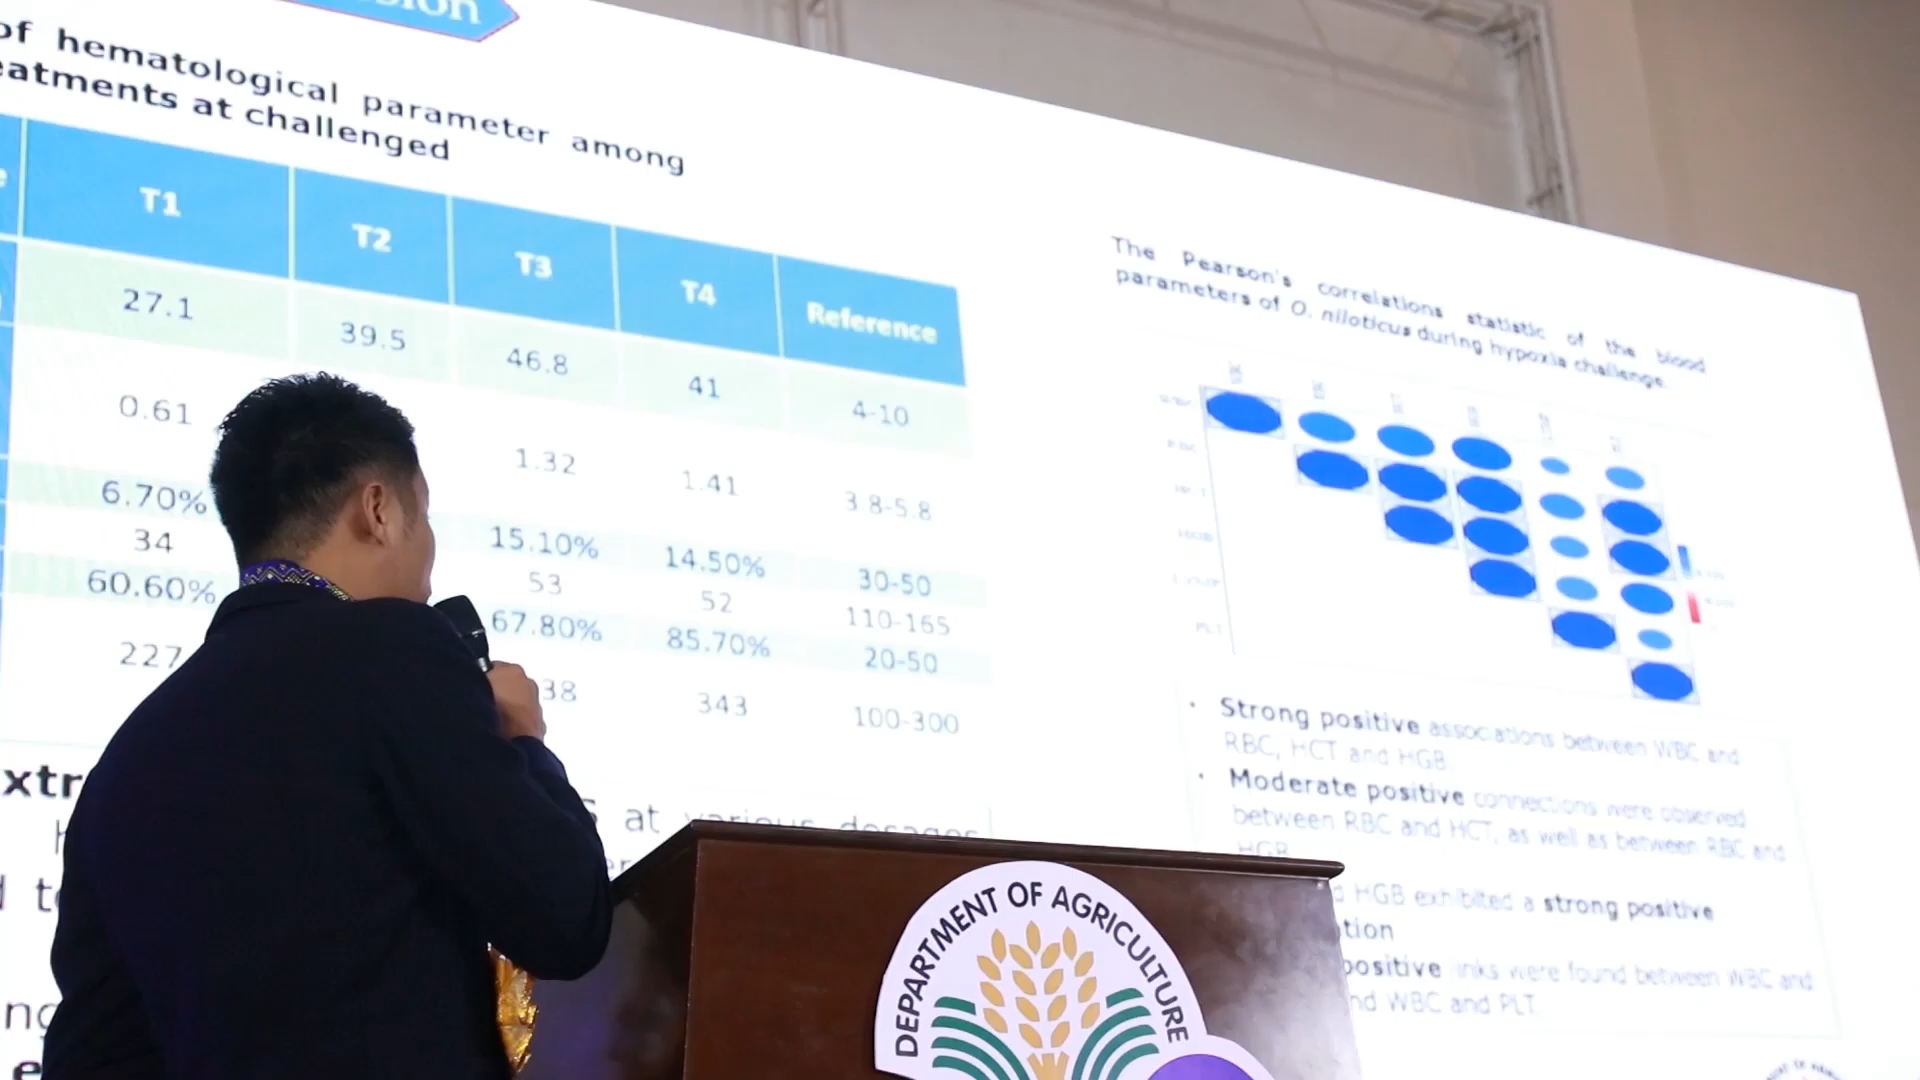 of hematological parameter among
eatments at challenged
T1 T2 T3 T4 Reference
27.1 39.5 46.8 41 4-10
0.61 1.32 1.41 3.8-5.8
6.70% 15.10% 14.50% 30-50
34 53 52 110-165
60.60% 67.80% 85.70% 20-50
227 38 343 100-300
xtr
at various dosages
The Pearson's correlations statistic of the blood
parameters of O. niloticus during hypoxia challenge.
PLT
• Strong positive associations between WBC and
RBC, HCT and HGB.
• Moderate positive connections were observed
between RBC and HCT, as well as between RBC and
HGB
HGB exhibited a strong positive
tion
positive links were found between WBC and
nd WBC and PLT.
DEPARTMENT OF AGRICULTURE